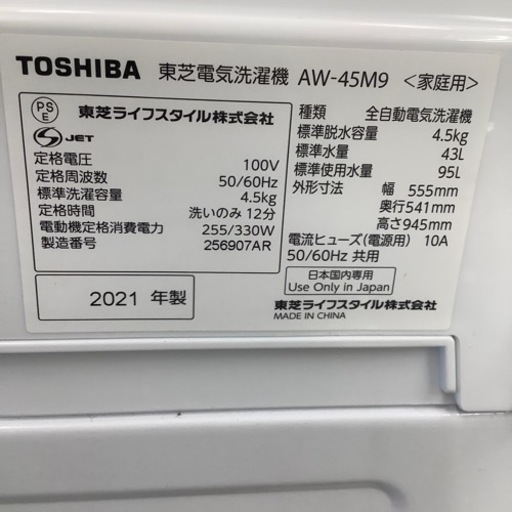 TOSHIBA 東芝電気洗濯機 AW-45M9 <家庭用>
PSE
東芝ライフスタイル株式会社
JET
定格電圧 100V
定格周波数 50/60Hz
標準洗濯容量 4.5kg
定格時間 洗いのみ 12分
電動機定格消費電力 255/330W
製造番号 256907AR
2021 年製
種類 全自動電気洗濯機
標準脱水容量 4.5kg
標準水量 43L
標準使用水量 95L
外形寸法 幅 555mm
奥行541mm
高さ945mm
電流ヒューズ(電源用) 10A
50/60Hz 共用
日本国内専用
Use Only in Japan
東芝ライフスタイル株式会社
MADE IN CHINA